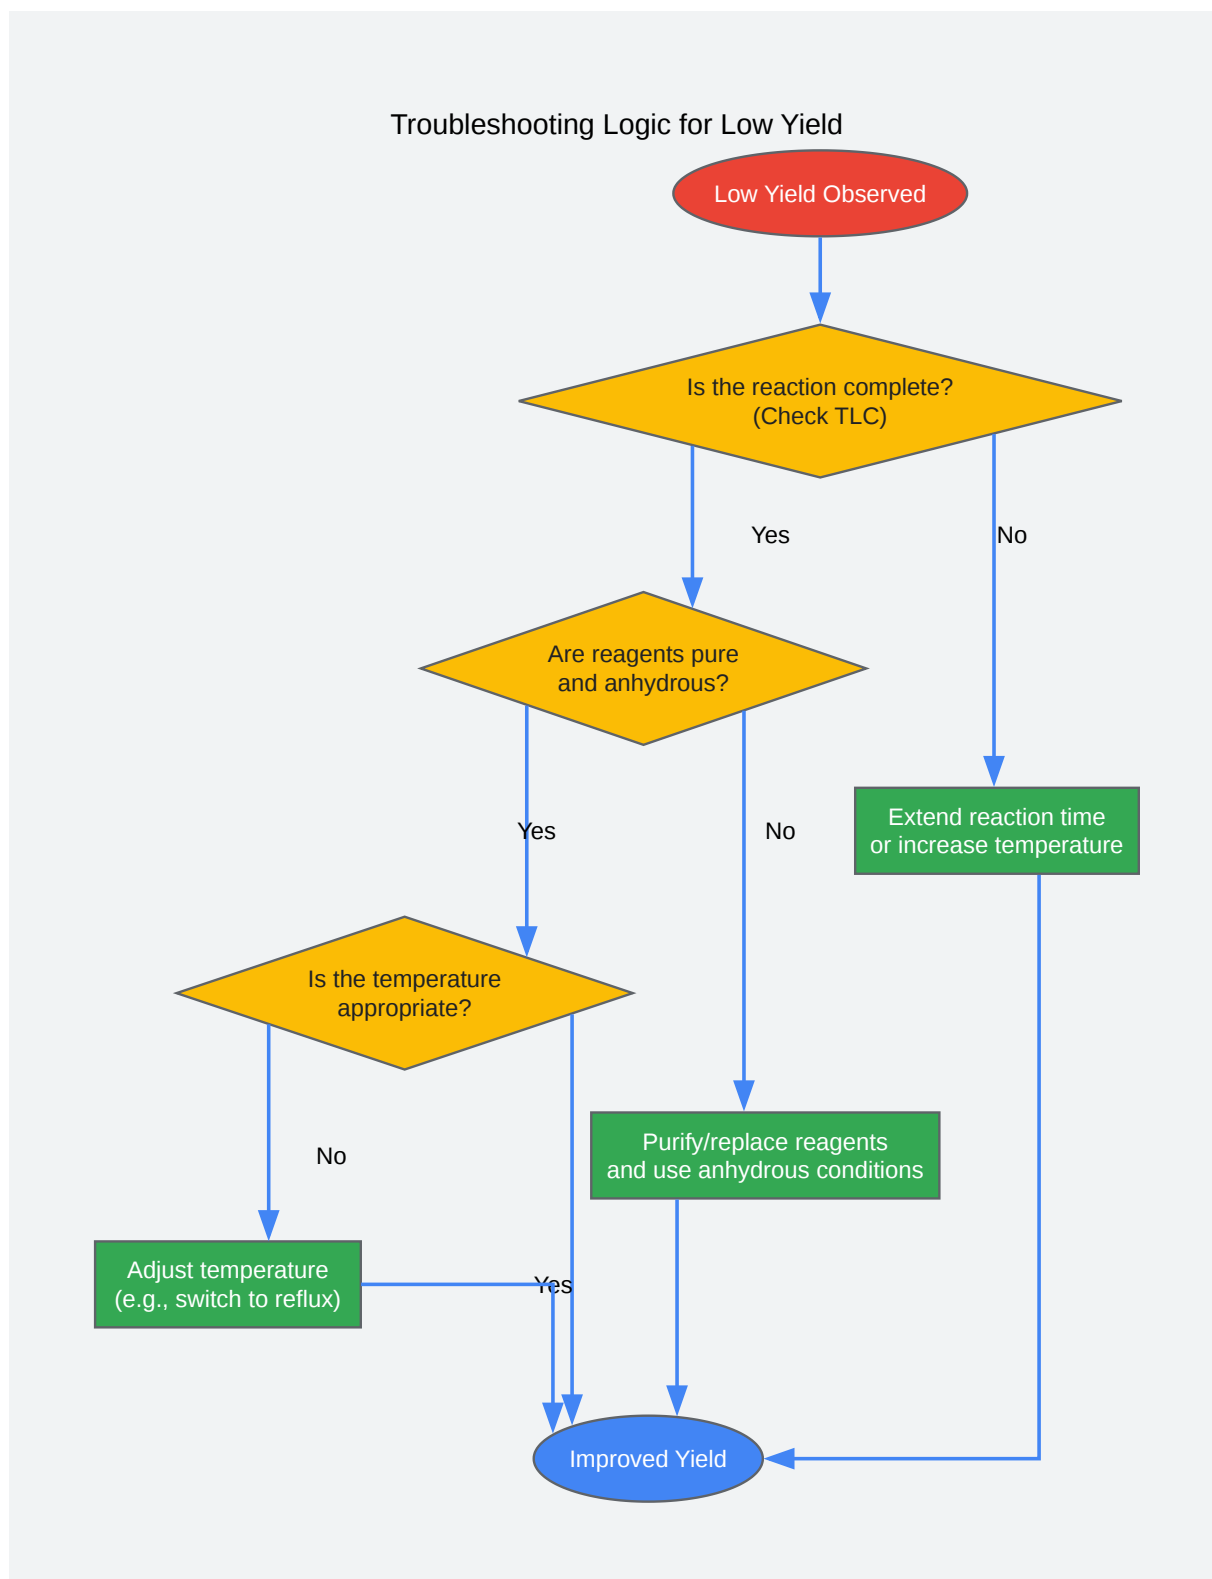 Troubleshooting Logic for Low Yield
Low Yield Observed
Is the reaction complete?
(Check TLC)
Yes
No
Are reagents pure
and anhydrous?
Yes
No
Extend reaction time
or increase temperature
Is the temperature
appropriate?
No
Purify/replace reagents
and use anhydrous conditions
Adjust temperature
(e.g., switch to reflux)
Yes
Improved Yield